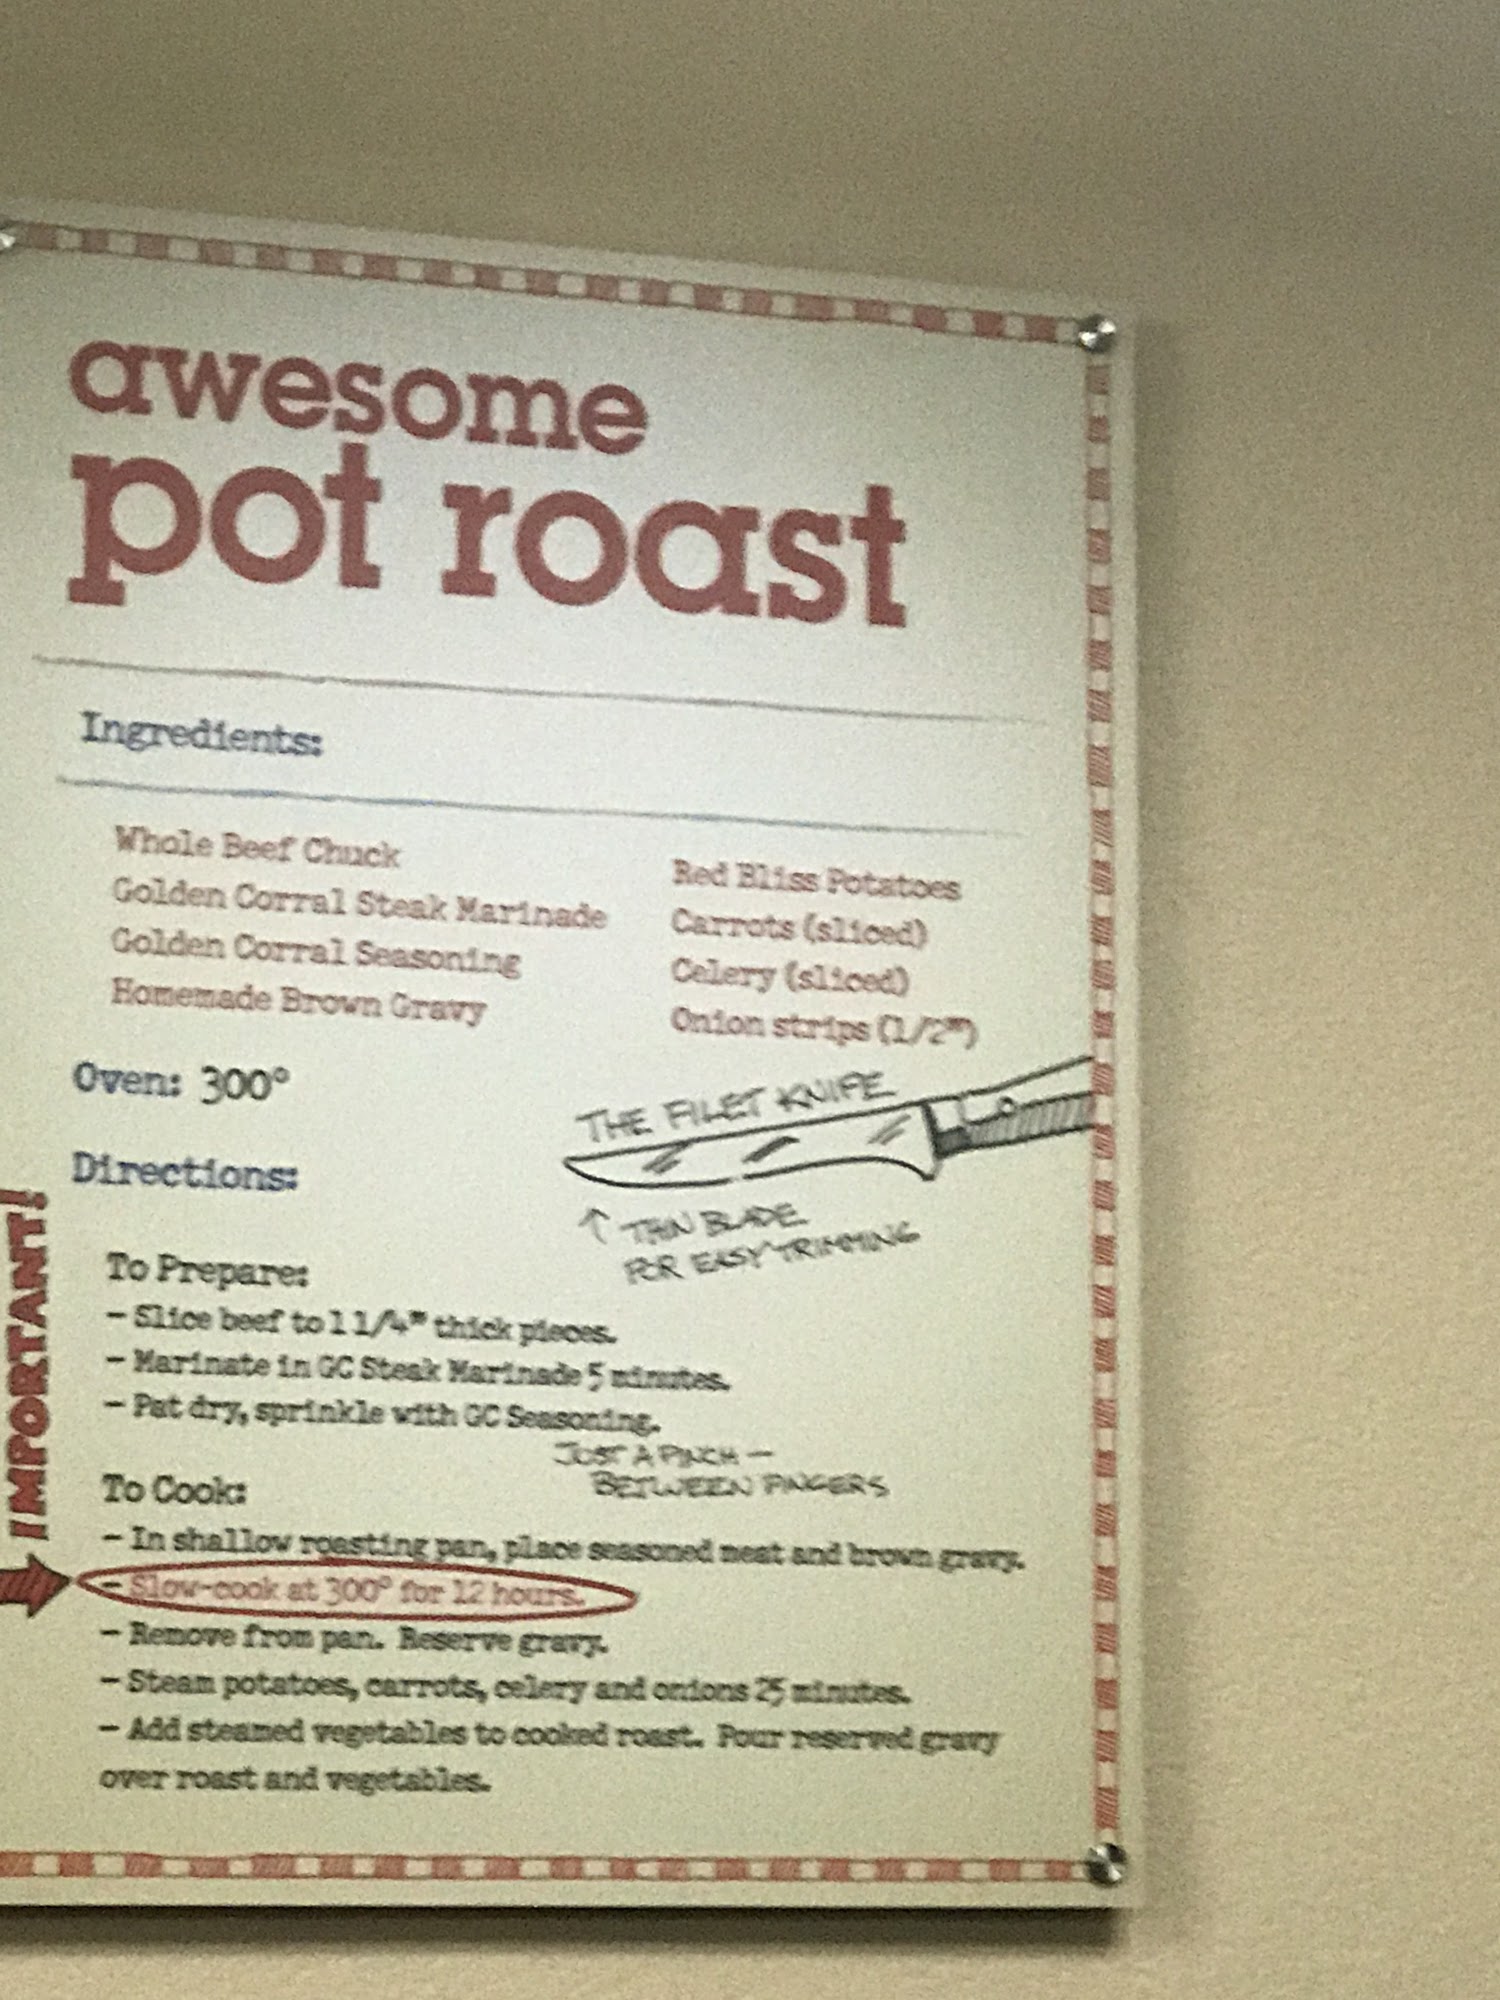 awesome
pot roast
Ingredients:
Whole Beef Chuck
Golden Corral Steak Marinade
Golden Corral Seasoning
Homemade Brown Gravy
Red Bliss Potatoes
Carrots (sliced)
Celery (sliced)
Onion strips (1/2")
Oven: 300°
THE FILET KNIFE
↑ THIN BLADE
FOR EASY TRIMMING
Directions:
IMPORTANT!
To Prepare:
- Slice beef to 1 1/4" thick pieces.
- Marinate in GC Steak Marinade 5 minutes.
- Pat dry, sprinkle with GC Seasoning.
JUST A PINCH -
BETWEEN FINGERS
To Cook:
- In shallow roasting pan, place seasoned meat and brown gravy.
- Slow-cook at 300° for 12 hours.
- Remove from pan. Reserve gravy.
- Steam potatoes, carrots, celery and onions 25 minutes.
- Add steamed vegetables to cooked roast. Pour reserved gravy
over roast and vegetables.